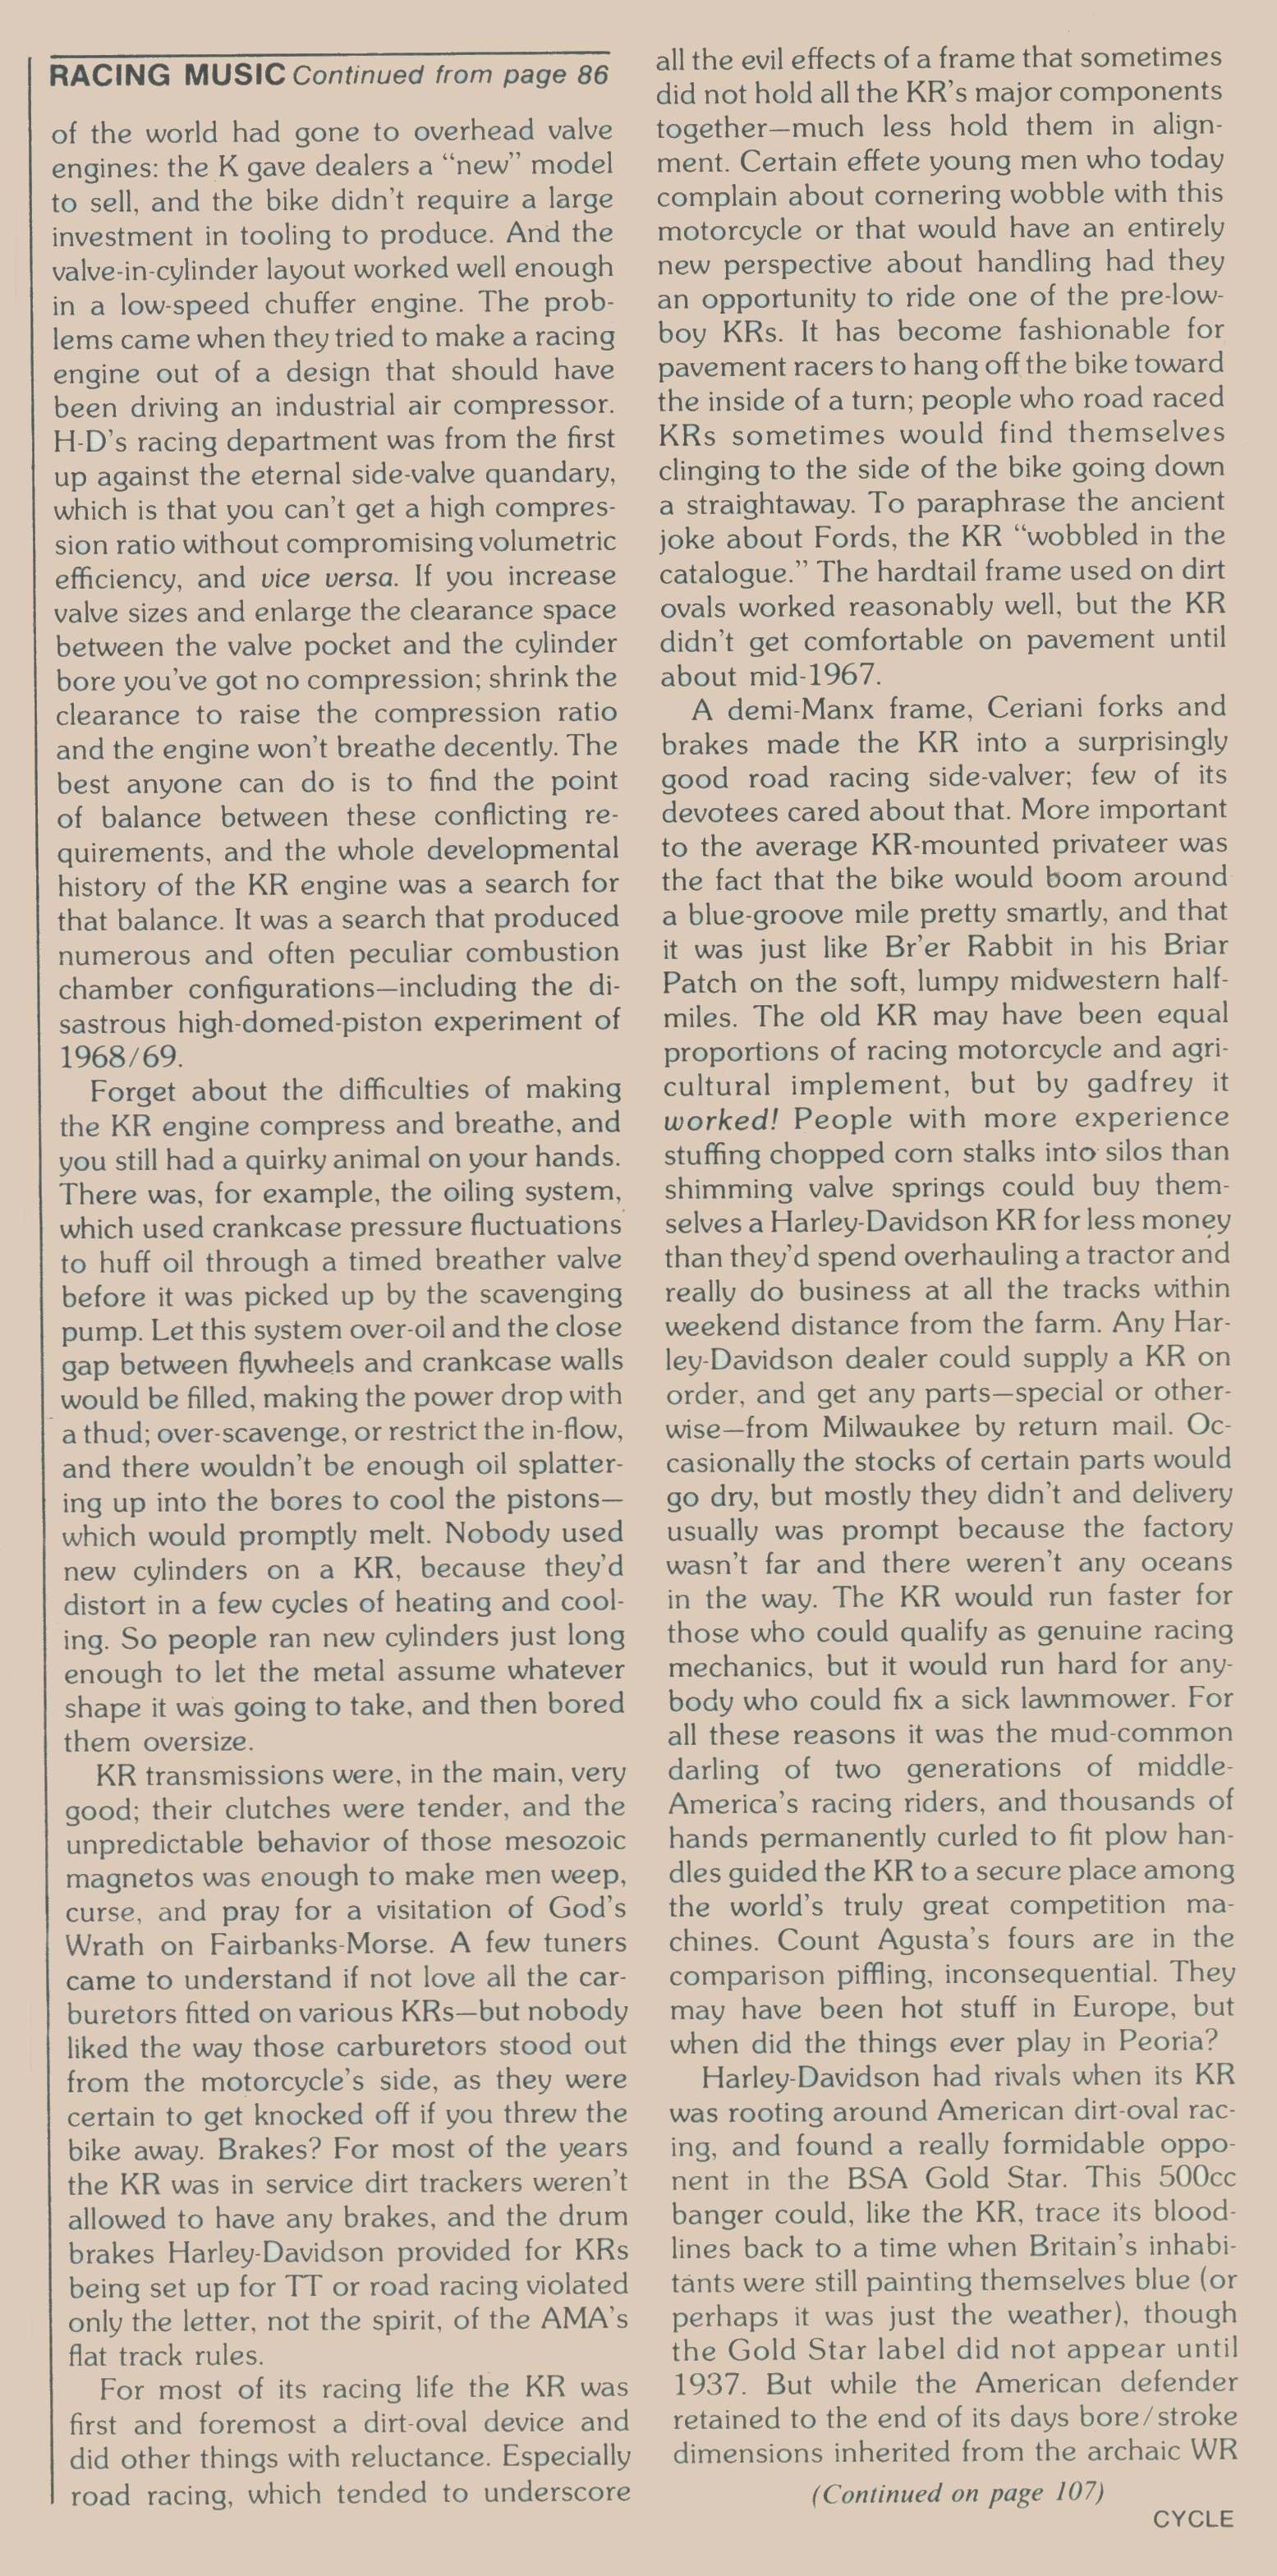 RACING MUSIC Continued from page 86
of the world had gone to overhead valve
engines: the K gave dealers a “new” model
to sell, and the bike didn't require a large
investment in tooling to produce. And the
valve-in-cylinder layout worked well enough
in a low-speed chuffer engine. The prob-
lems came when they tried to make a racing
engine out of a design that should have
been driving an industrial air compressor.
H-D's racing department was from the first
up against the eternal side-valve quandary,
which is that you can't get a high compres-
sion ratio without compromising volumetric
efficiency, and vice versa. If you increase
valve sizes and enlarge the clearance space
between the valve pocket and the cylinder
bore you've got no compression; shrink the
clearance to raise the compression ratio
and the engine won't breathe decently. The
best anyone can do is to find the point
of balance between these conflicting re-
quirements, and the whole developmental
history of the KR engine was a search for
that balance. It was a search that produced
numerous and often peculiar combustion
chamber configurations—including the di-
sastrous high-domed-piston experiment of
1968/69.
Forget about the difficulties of making
the KR engine compress and breathe, and
you still had a quirky animal on your hands.
There was, for example, the oiling system,
which used crankcase pressure fluctuations
to huff oil through a timed breather valve
before it was picked up by the scavenging
pump. Let this system over-oil and the close
gap between flywheels and crankcase walls
would be filled, making the power drop with
a thud; over-scavenge, or restrict the in-flow,
and there wouldn't be enough oil splatter-
ing up into the bores to cool the pistons—
which would promptly melt. Nobody used
new cylinders on a KR, because they'd
distort in a few cycles of heating and cool-
ing. So people ran new cylinders just long
enough to let the metal assume whatever
shape it was going to take, and then bored
them oversize.
KR transmissions were, in the main, very
good; their clutches were tender, and the
unpredictable behavior of those mesozoic
magnetos was enough to make men weep,
curse, and pray for a visitation of God's
Wrath on Fairbanks-Morse. A few tuners
came to understand if not love all the car-
buretors fitted on various KRs—but nobody
liked the way those carburetors stood out
from the motorcycle's side, as they were
certain to get knocked off if you threw the
bike away. Brakes? For most of the years
the KR was in service dirt trackers weren't
allowed to have any brakes, and the drum
brakes Harley-Davidson provided for KRs
being set up for TT or road racing violated
only the letter, not the spirit, of the AMA's
flat track rules.
For most of its racing life the KR was
first and foremost a dirt-oval device and
did other things with reluctance. Especially
road racing, which tended to underscore
all the evil effects of a frame that sometimes
did not hold all the KR's major components
together—much less hold them in align-
ment. Certain effete young men who today
complain about cornering wobble with this
motorcycle or that would have an entirely
new perspective about handling had they
an opportunity to ride one of the pre-low-
boy KRs. It has become fashionable for
pavement racers to hang off the bike toward
the inside of a turn; people who road raced
KRs sometimes would find themselves
clinging to the side of the bike going down
a straightaway. To paraphrase the ancient
joke about Fords, the KR “wobbled in the
catalogue.” The hardtail frame used on dirt
ovals worked reasonably well, but the KR
didn't get comfortable on pavement until
about mid-1967.
A demi-Manx frame, Ceriani forks and
brakes made the KR into a surprisingly
good road racing side-valver; few of its
devotees cared about that. More important
to the average KR-mounted privateer was
the fact that the bike would boom around
a blue-groove mile pretty smartly, and that
it was just like Br'er Rabbit in his Briar
Patch on the soft, lumpy midwestern half-
miles. The old KR may have been equal
proportions of racing motorcycle and agri-
cultural implement, but by gadfrey it
worked! People with more experience
stuffing chopped corn stalks into silos than
shimming valve springs could buy them-
selves a Harley-Davidson KR for less money
than they'd spend overhauling a tractor and
really do business at all the tracks within
weekend distance from the farm. Any Har-
ley-Davidson dealer could supply a KR on
order, and get any parts—special or other-
wise—from Milwaukee by return mail. Oc-
casionally the stocks of certain parts would
go dry, but mostly they didn't and delivery
usually was prompt because the factory
wasn't far and there weren't any oceans
in the way. The KR would run faster for
those who could qualify as genuine racing
mechanics, but it would run hard for any-
body who could fix a sick lawnmower. For
all these reasons it was the mud-common
darling of two generations of middle-
America's racing riders, and thousands of
hands permanently curled to fit plow han-
dles guided the KR to a secure place among
the world's truly great competition ma-
chines. Count Agusta's fours are in the
comparison piffling, inconsequential. They
may have been hot stuff in Europe, but
when did the things ever play in Peoria?
Harley-Davidson had rivals when its KR
was rooting around American dirt-oval rac-
ing, and found a really formidable oppo-
nent in the BSA Gold Star. This 500cc
banger could, like the KR, trace its blood-
lines back to a time when Britain's inhabi-
tants were still painting themselves blue (or
perhaps it was just the weather), though
the Gold Star label did not appear until
1937. But while the American defender
retained to the end of its days bore/stroke
dimensions inherited from the archaic WR
(Continued on page 107)
CYCLE